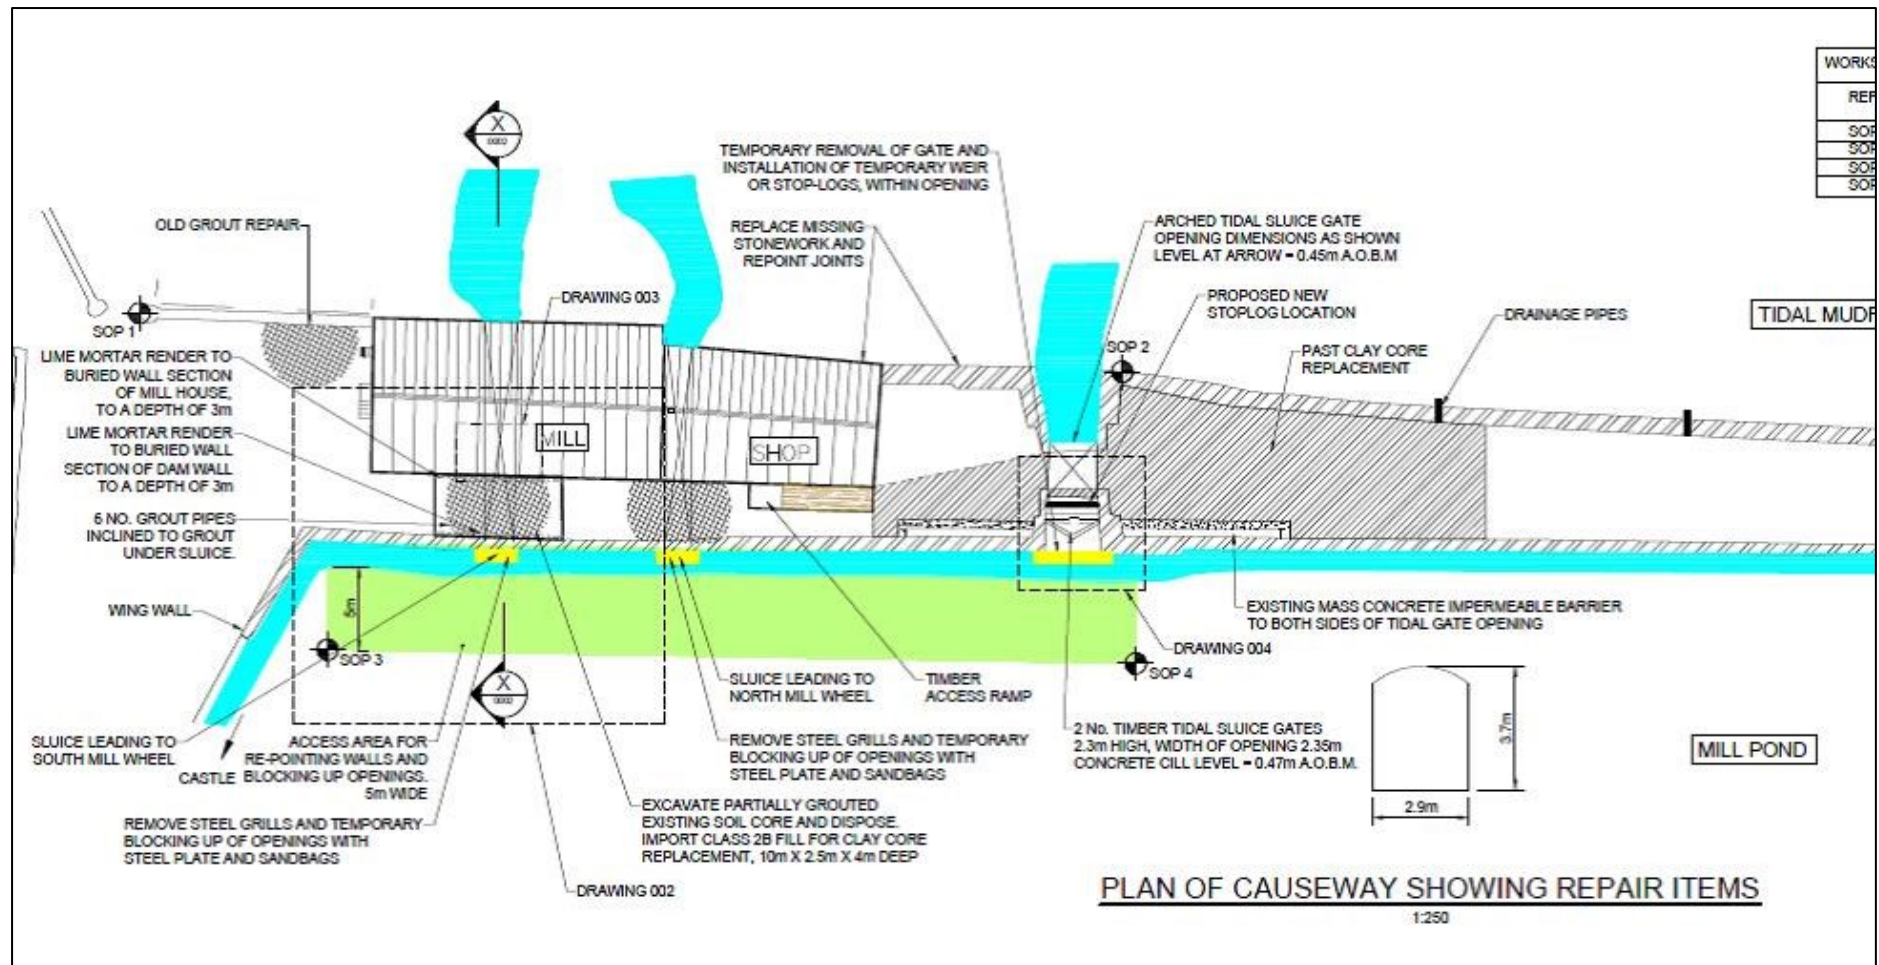 WORKS
REF
SOP
SOP
SOP
SOP
X
0002
TEMPORARY REMOVAL OF GATE AND
INSTALLATION OF TEMPORARY WEIR
OR STOP-LOGS, WITHIN OPENING
OLD GROUT REPAIR
REPLACE MISSING
STONEWORK AND
REPOINT JOINTS
ARCHED TIDAL SLUICE GATE
OPENING DIMENSIONS AS SHOWN
LEVEL AT ARROW = 0.45m A.O.B.M
DRAWING 003
PROPOSED NEW
STOPLOG LOCATION
DRAINAGE PIPES
TIDAL MUDF
SOP 1
SOP 2
PAST CLAY CORE
REPLACEMENT
LIME MORTAR RENDER TO
BURIED WALL SECTION
OF MILL HOUSE,
TO A DEPTH OF 3m
LIME MORTAR RENDER
TO BURIED WALL
SECTION OF DAM WALL
TO A DEPTH OF 3m
MILL
SHOP
6 NO. GROUT PIPES
INCLINED TO GROUT
UNDER SLUICE.
WING WALL
5m
EXISTING MASS CONCRETE IMPERMEABLE BARRIER
TO BOTH SIDES OF TIDAL GATE OPENING
DRAWING 004
SOP 3
SOP 4
X
0002
SLUICE LEADING TO
NORTH MILL WHEEL
TIMBER
ACCESS RAMP
SLUICE LEADING TO
SOUTH MILL WHEEL
CASTLE
ACCESS AREA FOR
RE-POINTING WALLS AND
BLOCKING UP OPENINGS.
5m WIDE
REMOVE STEEL GRILLS AND TEMPORARY
BLOCKING UP OF OPENINGS WITH
STEEL PLATE AND SANDBAGS
2 No. TIMBER TIDAL SLUICE GATES
2.3m HIGH, WIDTH OF OPENING 2.35m
CONCRETE CILL LEVEL = 0.47m A.O.B.M.
3.7m
2.9m
MILL POND
REMOVE STEEL GRILLS AND TEMPORARY
BLOCKING UP OF OPENINGS WITH
STEEL PLATE AND SANDBAGS
EXCAVATE PARTIALLY GROUTED
EXISTING SOIL CORE AND DISPOSE.
IMPORT CLASS 2B FILL FOR CLAY CORE
REPLACEMENT, 10m X 2.5m X 4m DEEP
DRAWING 002
PLAN OF CAUSEWAY SHOWING REPAIR ITEMS
1:250